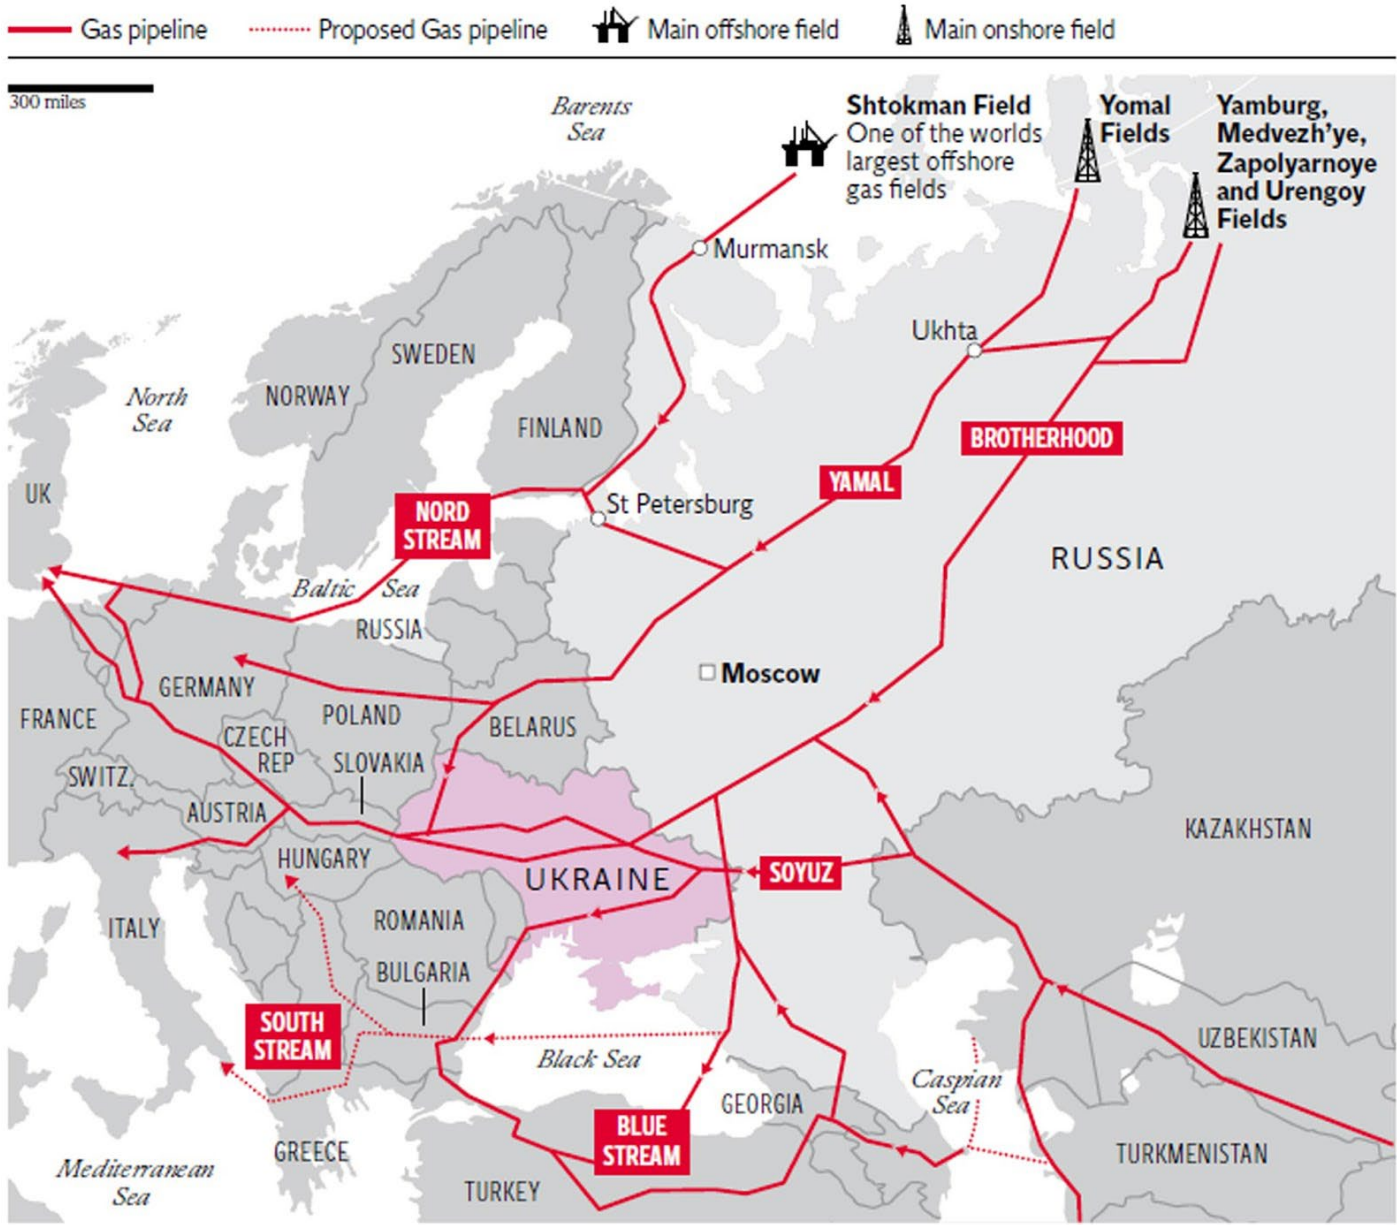 Gas pipeline
Proposed Gas pipeline
Main offshore field
Main onshore field
300 miles
Barents
Sea
Shtokman Field
One of the worlds
largest offshore
gas fields
Yomal
Fields
Yamburg,
Medvezh'ye,
Zapolyarnoye
and Urengoy
Fields
Murmansk
Ukhta
SWEDEN
NORWAY
North
Sea
FINLAND
BROTHERHOOD
YAMAL
UK
NORD
STREAM
St Petersburg
RUSSIA
Baltic Sea
RUSSIA
Moscow
GERMANY
FRANCE
POLAND
BELARUS
CZECH
REP
SLOVAKIA
SWITZ.
AUSTRIA
KAZAKHSTAN
HUNGARY
UKRAINE
SOYUZ
ITALY
ROMANIA
BULGARIA
SOUTH
STREAM
UZBEKISTAN
Black Sea
Caspian
Sea
GEORGIA
BLUE
STREAM
GREECE
TURKMENISTAN
Mediterranean
Sea
TURKEY